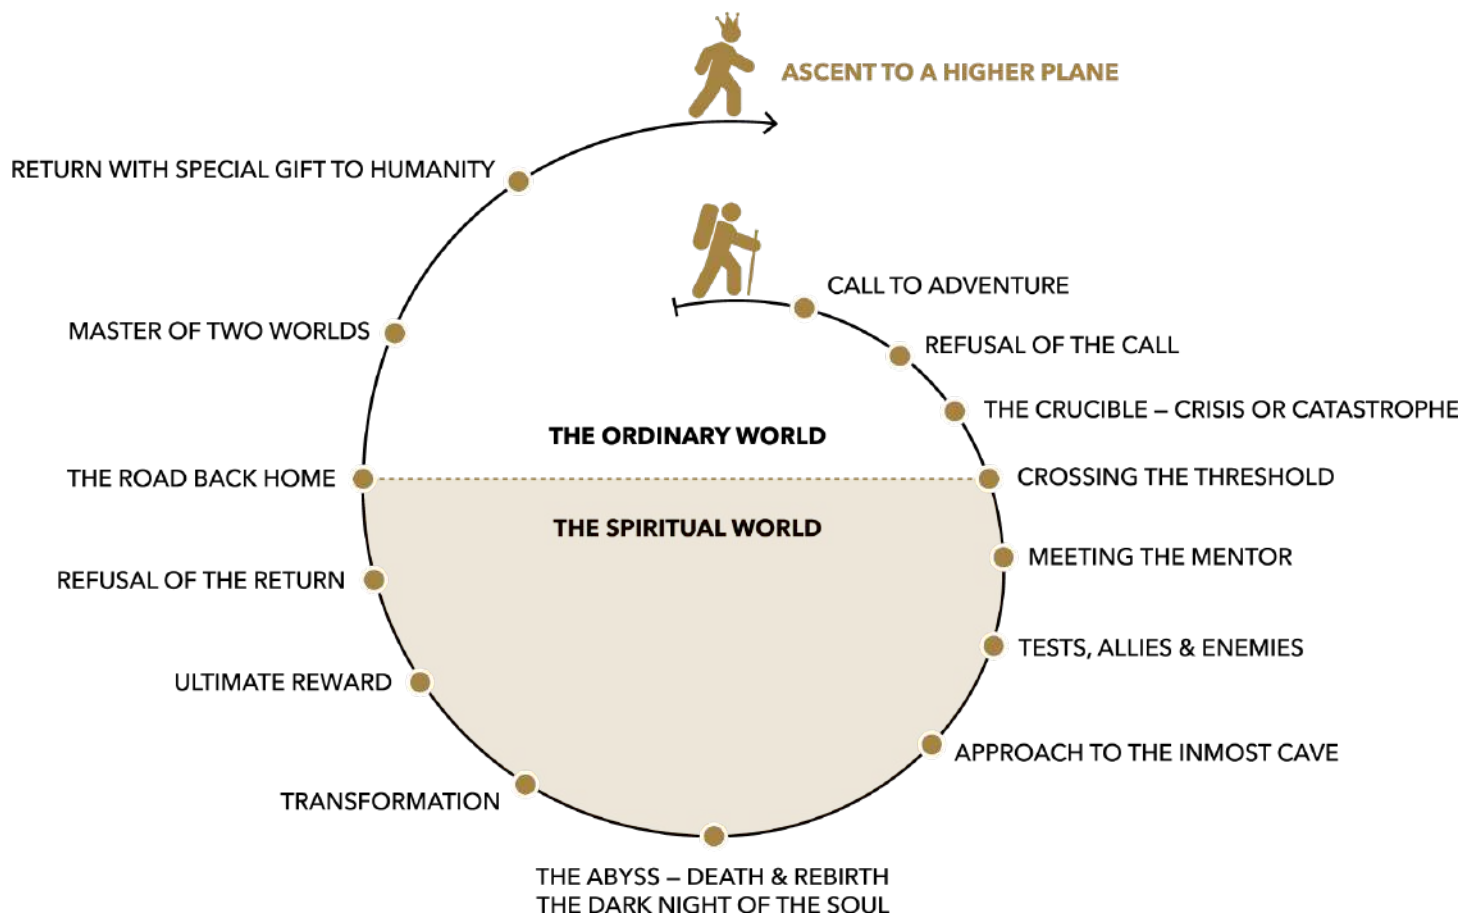 ASCENT TO A HIGHER PLANE
RETURN WITH SPECIAL GIFT TO HUMANITY
CALL TO ADVENTURE
MASTER OF TWO WORLDS
REFUSAL OF THE CALL
THE CRUCIBLE – CRISIS OR CATASTROPHE
THE ORDINARY WORLD
THE ROAD BACK HOME
CROSSING THE THRESHOLD
THE SPIRITUAL WORLD
MEETING THE MENTOR
REFUSAL OF THE RETURN
TESTS, ALLIES & ENEMIES
ULTIMATE REWARD
APPROACH TO THE INMOST CAVE
TRANSFORMATION
THE ABYSS – DEATH & REBIRTH
THE DARK NIGHT OF THE SOUL